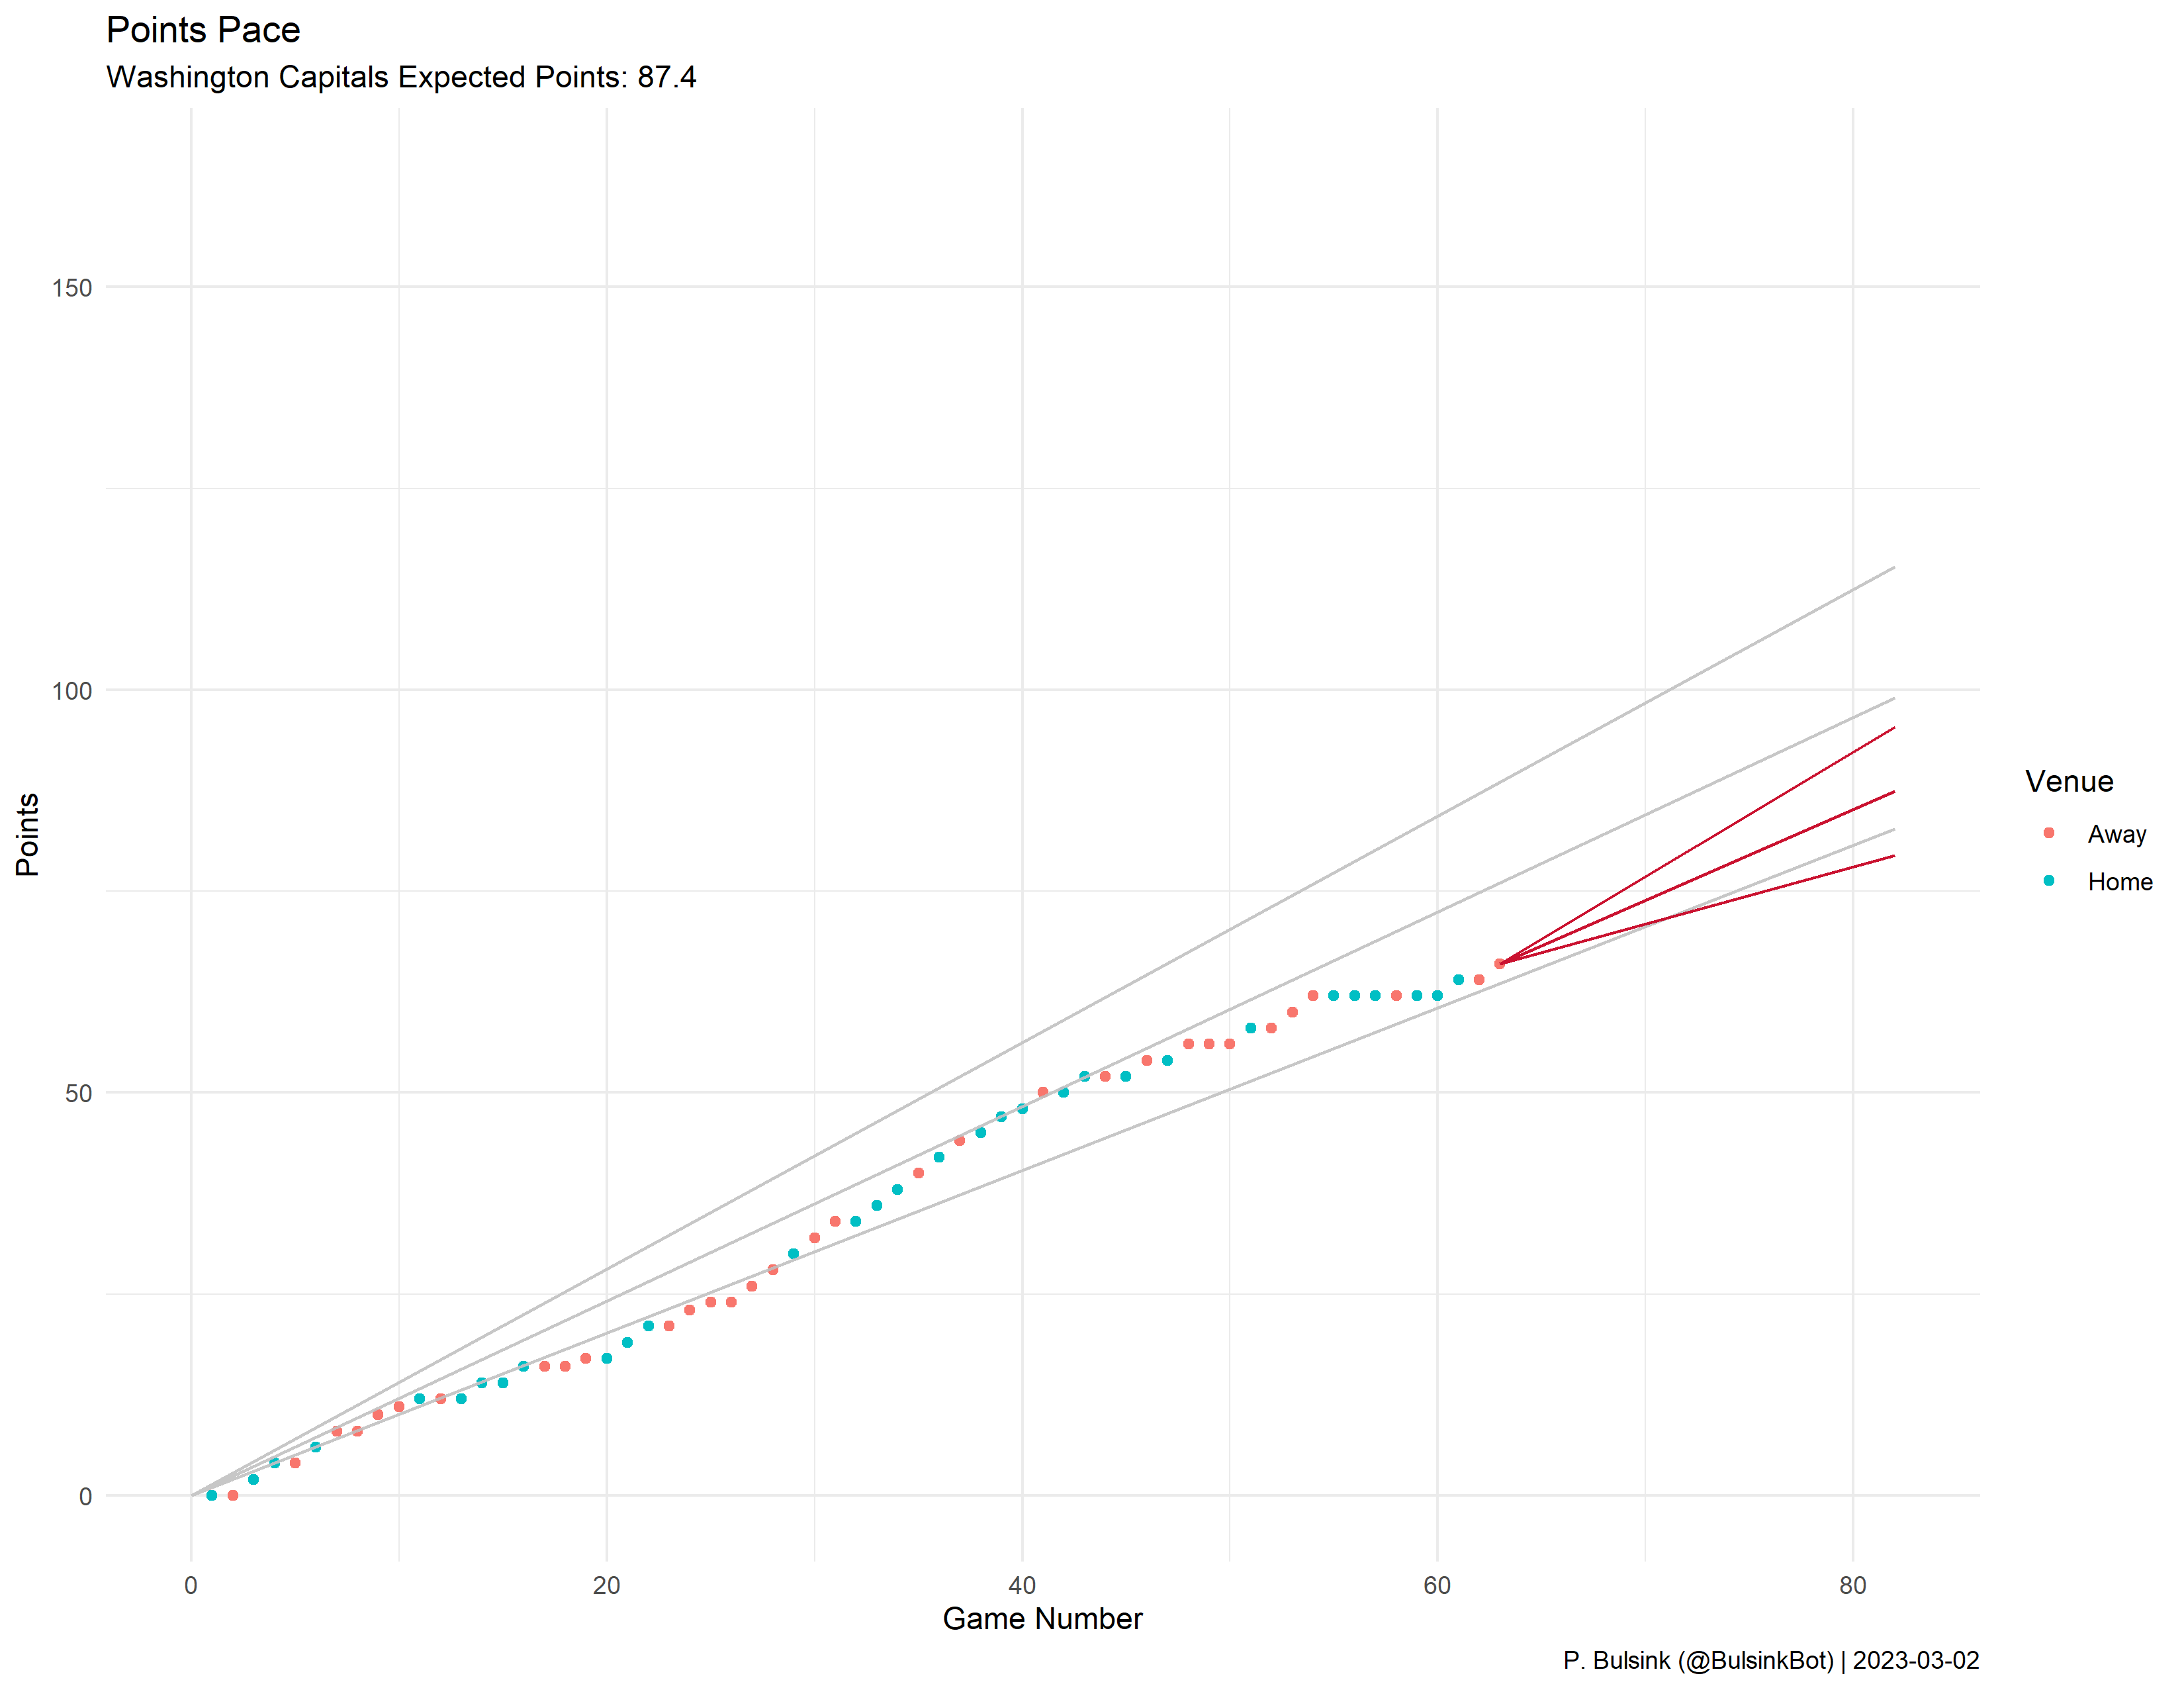 Points Pace
Washington Capitals Expected Points: 87.4
150
100
50
0
Points
0 20 40 60 80
Game Number
Venue
Away
Home
P. Bulsink (@BulsinkBot) | 2023-03-02